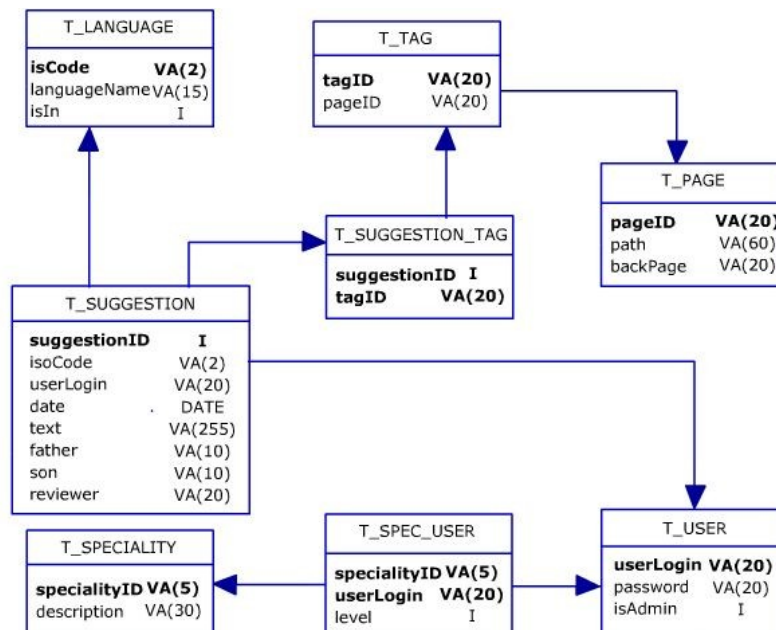 T_LANGUAGE
isCode VA(2)
languageName VA(15)
isIn I
T_TAG
tagID VA(20)
pageID VA(20)
T_PAGE
pageID VA(20)
path VA(60)
backPage VA(20)
T_SUGGESTION_TAG
suggestionID I
tagID VA(20)
T_SUGGESTION
suggestionID I
isoCode VA(2)
userLogin VA(20)
date . DATE
text VA(255)
father VA(10)
son VA(10)
reviewer VA(20)
T_SPECIALITY
specialityID VA(5)
description VA(30)
T_SPEC_USER
specialityID VA(5)
userLogin VA(20)
level I
T_USER
userLogin VA(20)
password VA(20)
isAdmin I